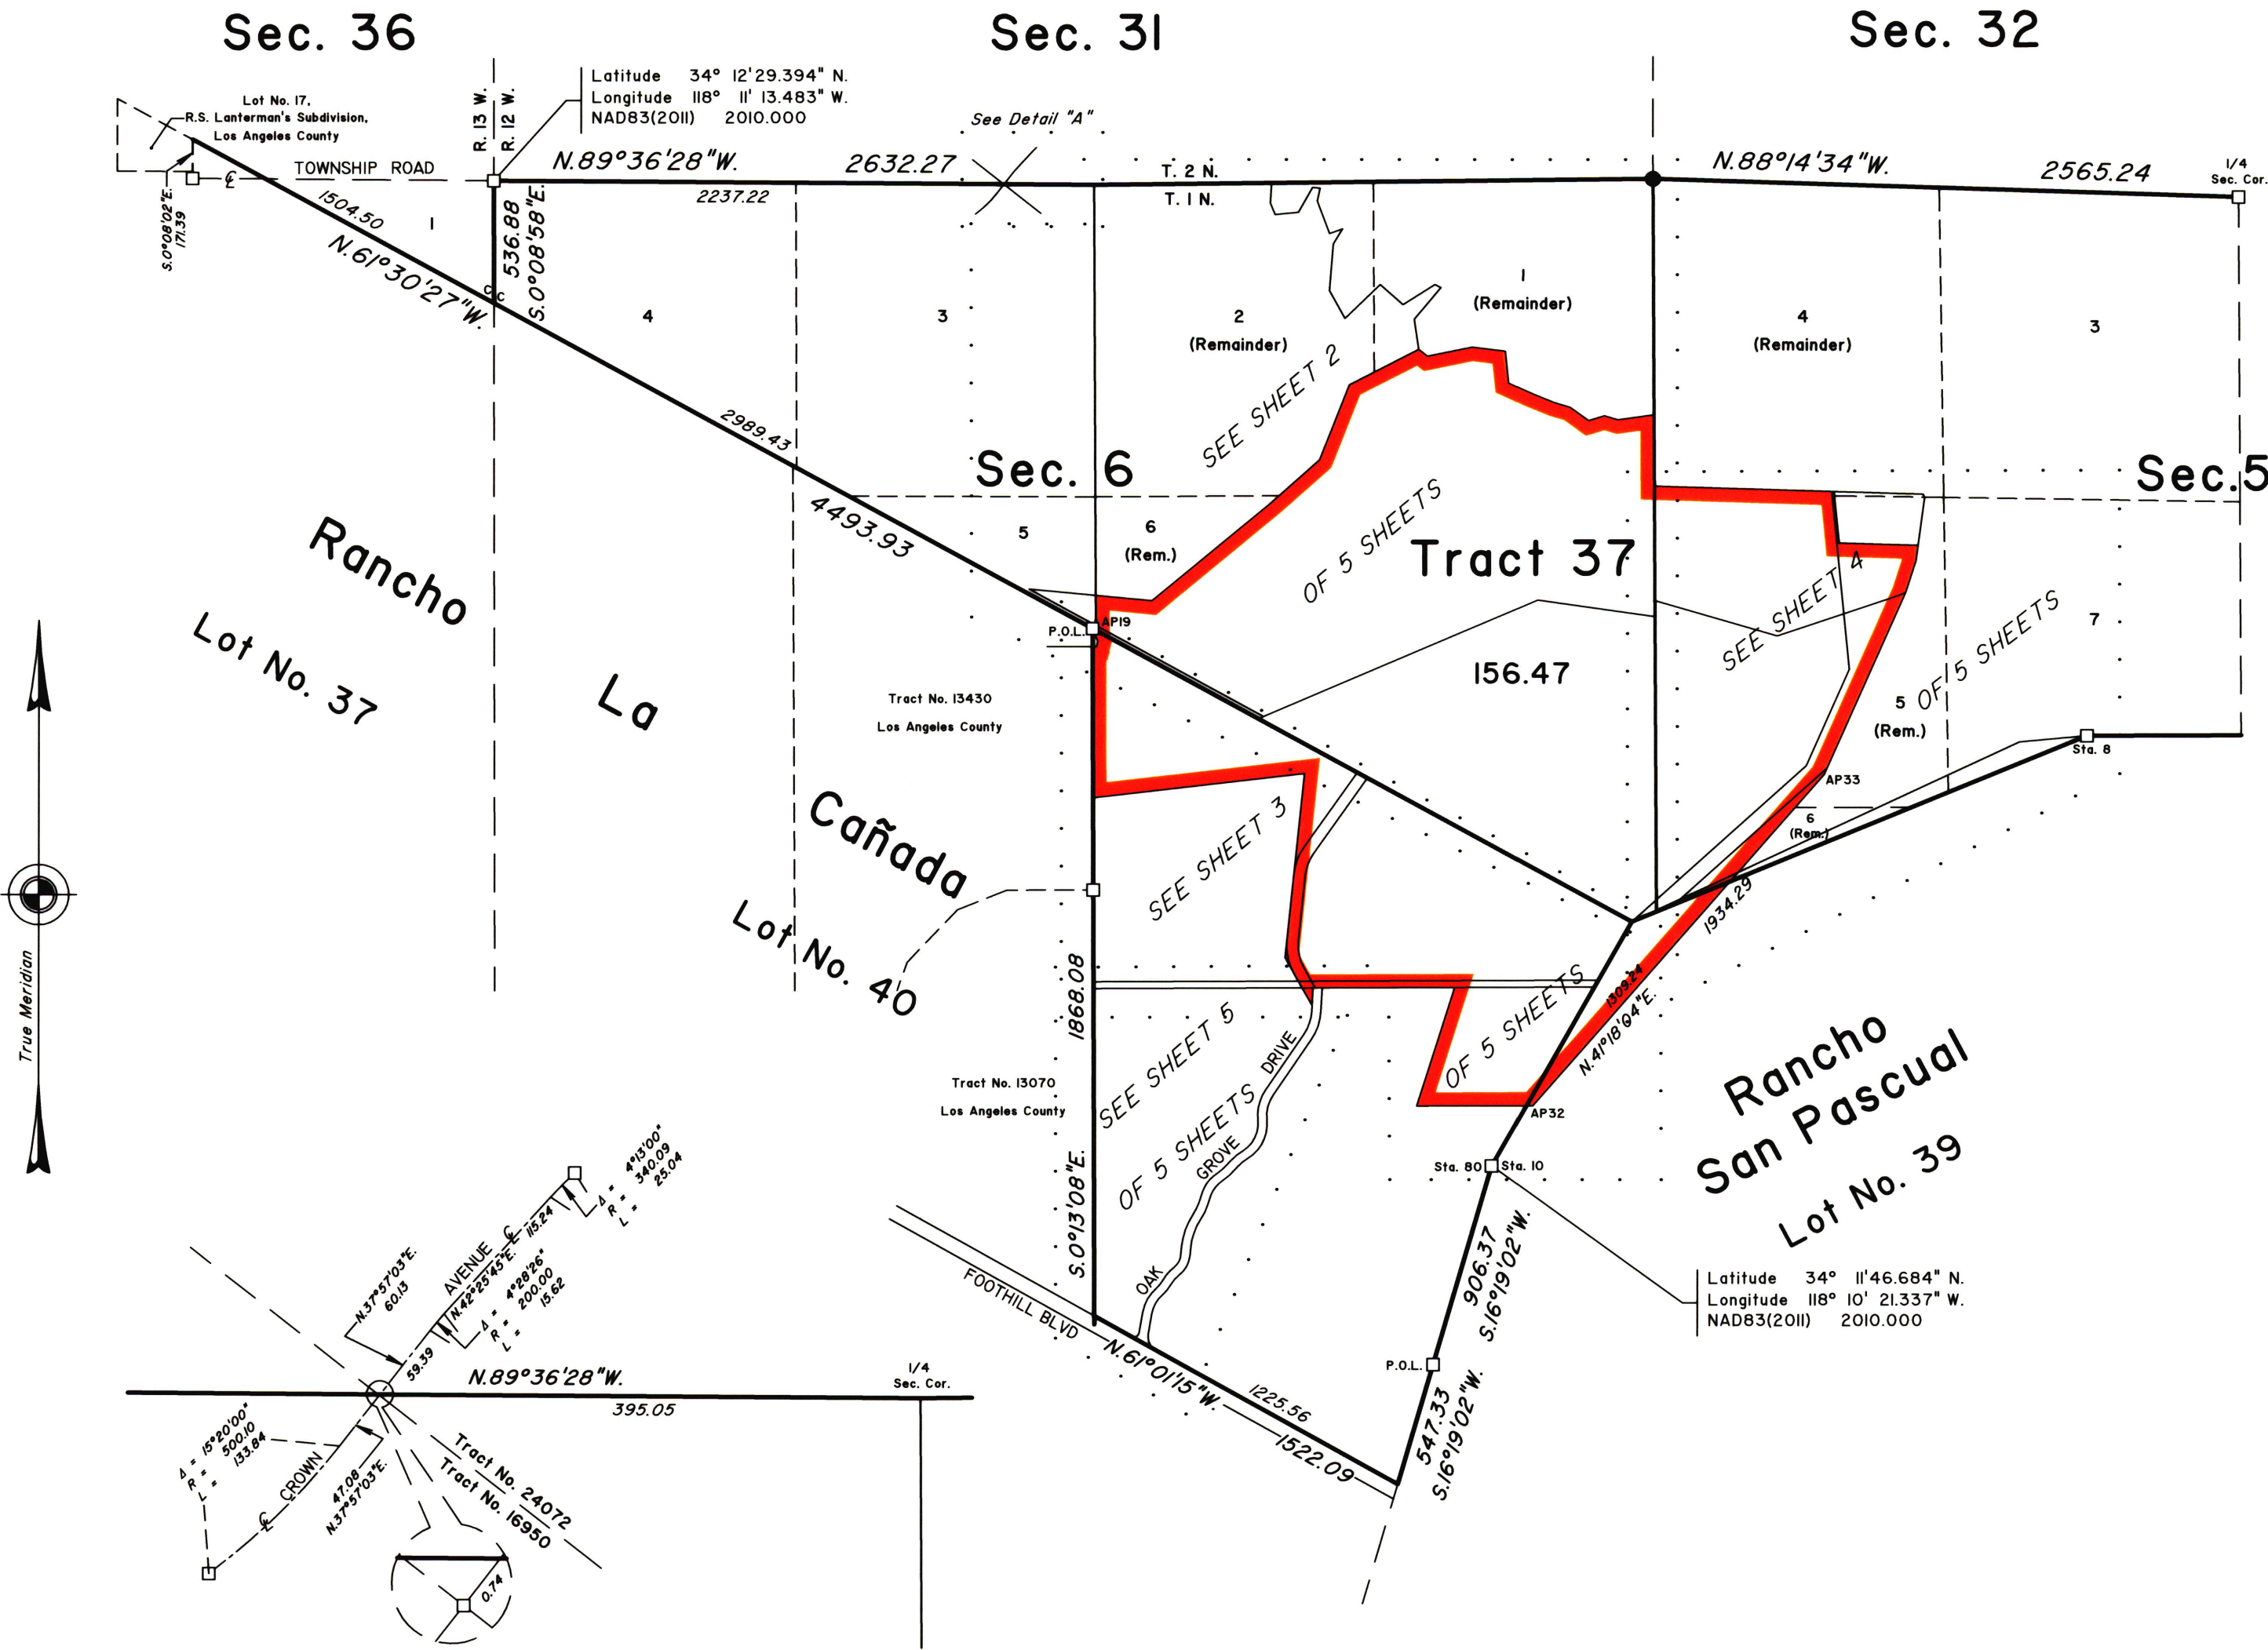 Sec. 36
Sec. 31
Sec. 32
Latitude 34° 12'29.394" N.
Longitude 118° 11' 13.483" W.
NAD83(2011) 2010.000
Lot No. 17,
R.S. Lanterman's Subdivision,
Los Angeles County
R. 13 W.
R. 12 W.
See Detail "A"
TOWNSHIP ROAD
℄
N.89°36'28"W.
2632.27
2237.22
T. 2 N.
T. 1 N.
N.88°14'34"W.
2565.24
1/4
Sec. Cor.
S.0°08'02"E.
171.39
1504.50
N.61°30'27"W.
1
536.88
S.0°08'58"E.
C
C
4
3
2
(Remainder)
1
(Remainder)
4
(Remainder)
3
SEE SHEET 2
OF 5 SHEETS
2989.43
4493.93
Sec. 6
Sec.5
5
6
(Rem.)
Tract 37
156.47
SEE SHEET 4
OF 5 SHEETS
7
5
(Rem.)
Sta. 8
AP33
6
(Rem.)
P.O.L.
AP19
Rancho
La
Cañada
Lot No. 37
Lot No. 40
Tract No. 13430
Los Angeles County
SEE SHEET 3
OF 5 SHEETS
1934.29
1309.24
N.41°18'04"E.
1868.08
S.0°13'08"E.
Tract No. 13070
Los Angeles County
SEE SHEET 5
OF 5 SHEETS
OAK
GROVE
DRIVE
AP32
Sta. 80
Sta. 10
Rancho
San Pascual
Lot No. 39
Latitude 34° 11'46.684" N.
Longitude 118° 10' 21.337" W.
NAD83(2011) 2010.000
906.37
S.16°19'02"W.
P.O.L.
547.33
S.16°19'02"W.
FOOTHILL BLVD
N.61°01'15"W.
1225.56
1522.09
True Meridian
4°13'00"
Δ =
340.09
R =
25.04
L =
115.24
℄
AVENUE
N.42°25'45"E.
Δ = 4°28'26"
R = 200.00
L = 15.62
N.37°57'03"E.
60.13
59.39
N.89°36'28"W.
395.05
1/4
Sec. Cor.
Δ = 15°20'00"
R = 500.10
L = 133.84
CROWN
℄
47.08
N.37°57'03"E.
Tract No. 24072
Tract No. 16950
0.74